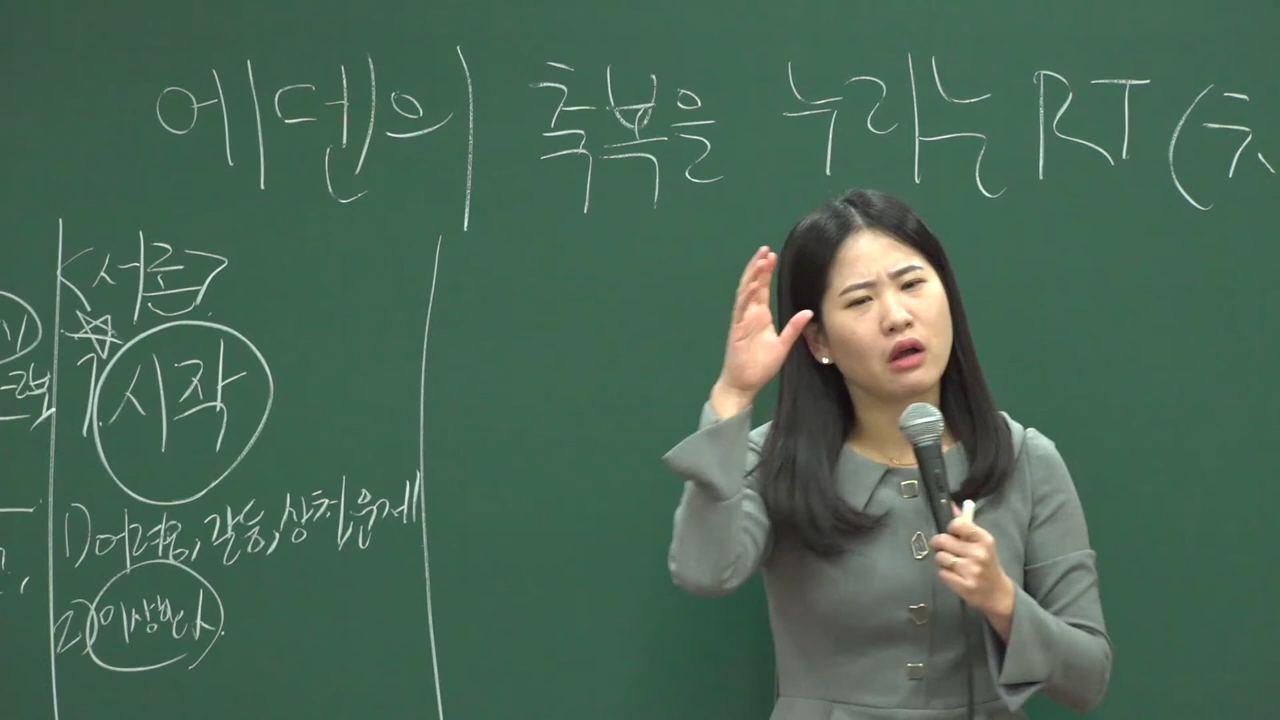 에덴의 축복을 누리는 RT (
<서론>
☆
1. 시작
1) 어려움, 갈등, 상처, 문제
2) 이상한 사